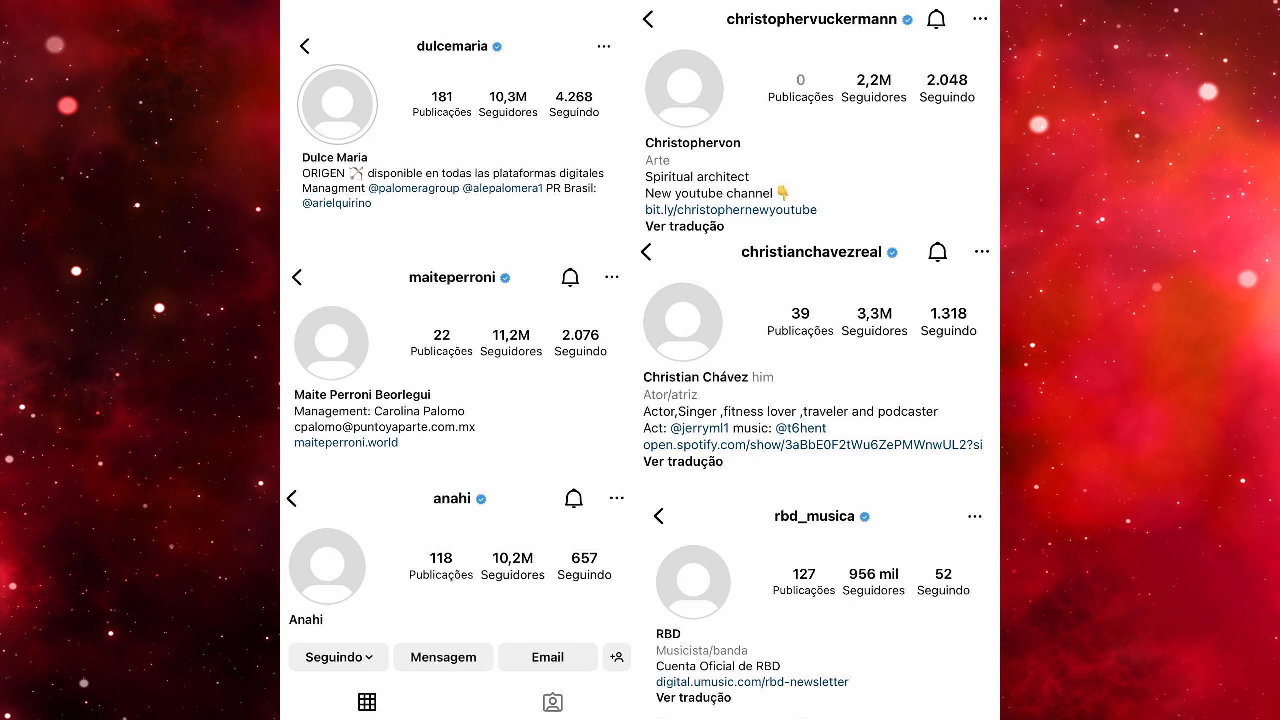 dulcemaria
181 10,3M 4.268
Publicações Seguidores Seguindo
Dulce Maria
ORIGEN 🏹 disponible en todas las plataformas digitales
Managment @palomeragroup @alepalomera1 PR Brasil:
@arielquirino
maiteperroni
22 11,2M 2.076
Publicações Seguidores Seguindo
Maite Perroni Beorlegui
Management: Carolina Palomo
cpalomo@puntoyaparte.com.mx
maiteperroni.world
anahi
118 10,2M 657
Publicações Seguidores Seguindo
Anahi
Seguindo Mensagem Email
christophervuckermann
0 2,2M 2.048
Publicações Seguidores Seguindo
Christophervon
Arte
Spiritual architect
New youtube channel 👇
bit.ly/christophernewyoutube
Ver tradução
christianchavezreal
39 3,3M 1.318
Publicações Seguidores Seguindo
Christian Chávez him
Ator/atriz
Actor,Singer ,fitness lover ,traveler and podcaster
Act: @jerryml1 music: @t6hent
open.spotify.com/show/3aBbE0F2tWu6ZePMWnwUL2?si
Ver tradução
rbd_musica
127 956 mil 52
Publicações Seguidores Seguindo
RBD
Musicista/banda
Cuenta Oficial de RBD
digital.umusic.com/rbd-newsletter
Ver tradução